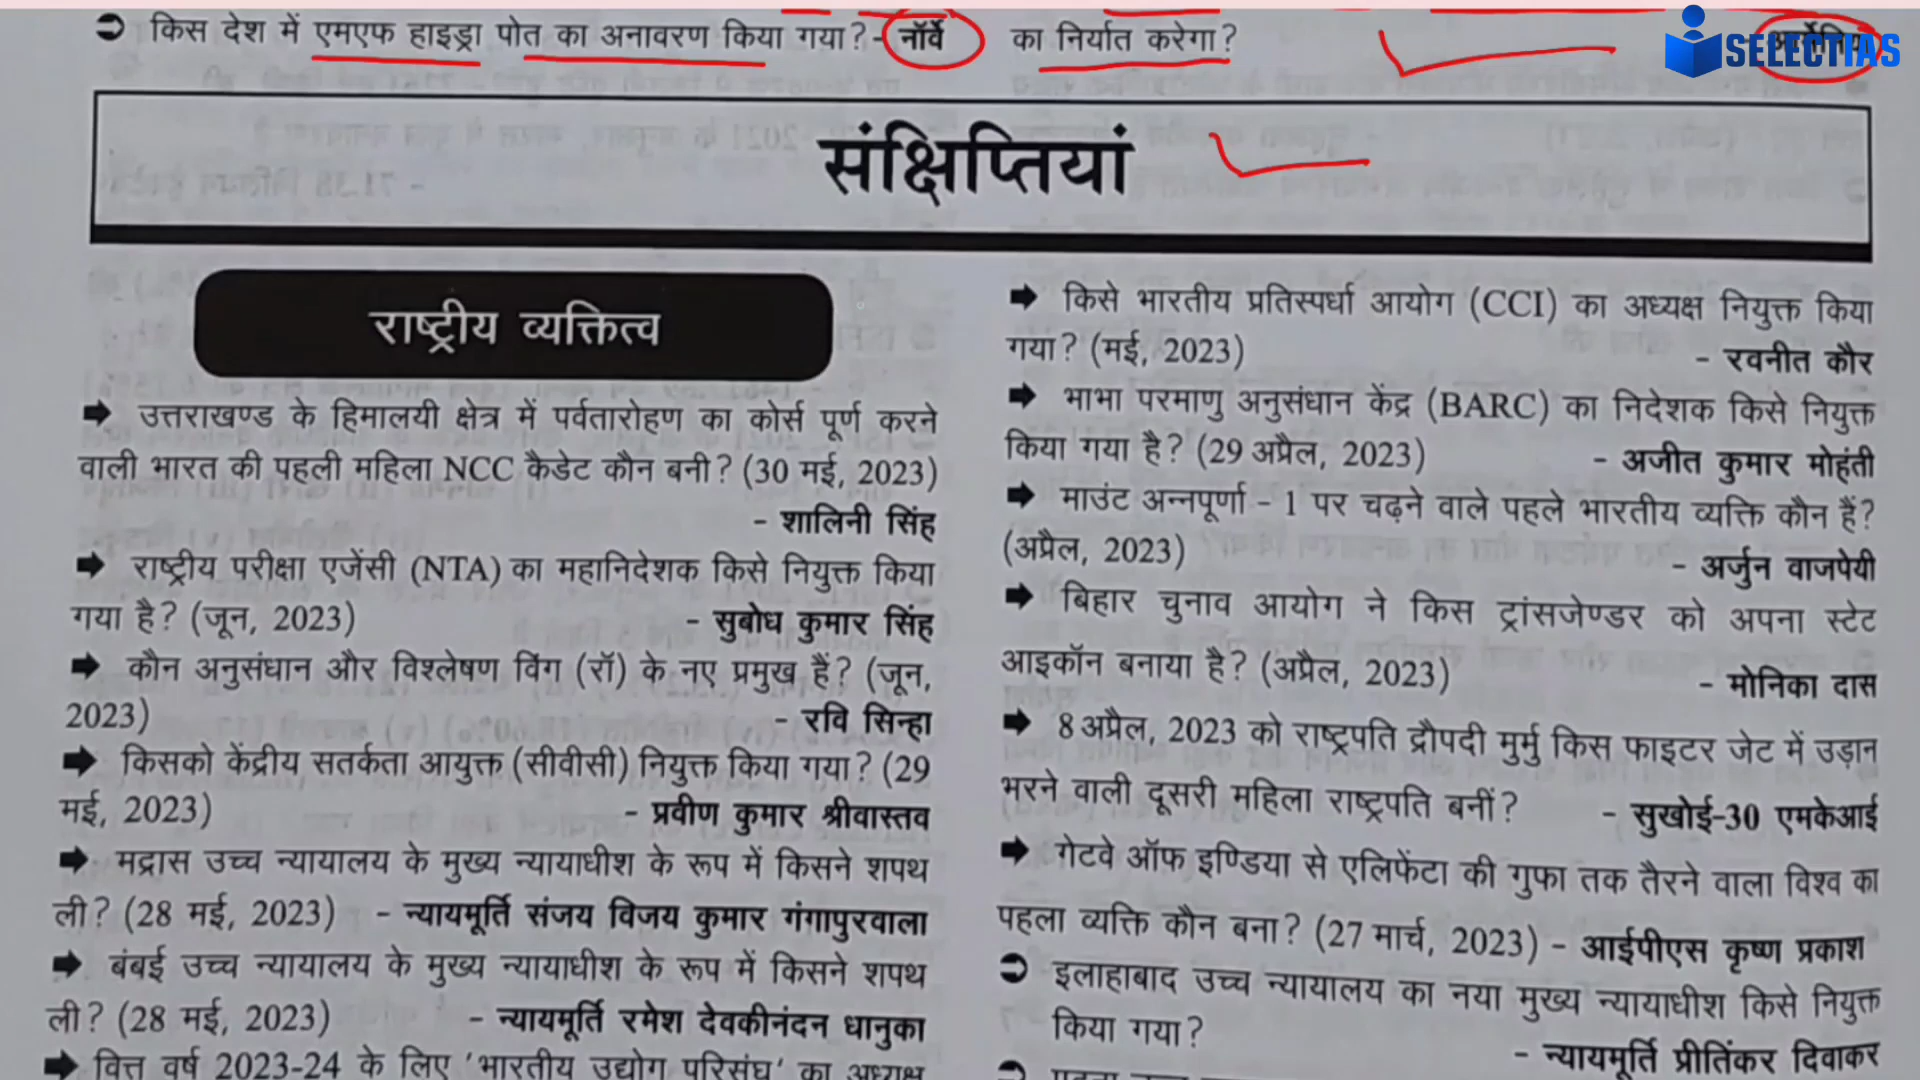 किस देश में एमएफ हाइड्रा पोत का अनावरण किया गया? - नॉर्वे
का निर्यात करेगा?
SELECTIAS
संक्षिप्तियां
राष्ट्रीय व्यक्तित्व
उत्तराखण्ड के हिमालयी क्षेत्र में पर्वतारोहण का कोर्स पूर्ण करने
वाली भारत की पहली महिला NCC कैडेट कौन बनी? (30 मई, 2023)
- शालिनी सिंह
राष्ट्रीय परीक्षा एजेंसी (NTA) का महानिदेशक किसे नियुक्त किया
गया है? (जून, 2023) - सुबोध कुमार सिंह
कौन अनुसंधान और विश्लेषण विंग (रॉ) के नए प्रमुख हैं? (जून,
2023) - रवि सिन्हा
किसको केंद्रीय सतर्कता आयुक्त (सीवीसी) नियुक्त किया गया? (29
मई, 2023) - प्रवीण कुमार श्रीवास्तव
मद्रास उच्च न्यायालय के मुख्य न्यायाधीश के रूप में किसने शपथ
ली? (28 मई, 2023) - न्यायमूर्ति संजय विजय कुमार गंगापुरवाला
बंबई उच्च न्यायालय के मुख्य न्यायाधीश के रूप में किसने शपथ
ली? (28 मई, 2023) - न्यायमूर्ति रमेश देवकीनंदन धानुका
वित्त वर्ष 2023-24 के लिए 'भारतीय उद्योग परिसंघ' का अध्यक्ष
किसे भारतीय प्रतिस्पर्धा आयोग (CCI) का अध्यक्ष नियुक्त किया
गया? (मई, 2023) - रवनीत कौर
भाभा परमाणु अनुसंधान केंद्र (BARC) का निदेशक किसे नियुक्त
किया गया है? (29 अप्रैल, 2023) - अजीत कुमार मोहंती
माउंट अन्नपूर्णा - 1 पर चढ़ने वाले पहले भारतीय व्यक्ति कौन हैं?
(अप्रैल, 2023) - अर्जुन वाजपेयी
बिहार चुनाव आयोग ने किस ट्रांसजेण्डर को अपना स्टेट
आइकॉन बनाया है? (अप्रैल, 2023) - मोनिका दास
8 अप्रैल, 2023 को राष्ट्रपति द्रौपदी मुर्मु किस फाइटर जेट में उड़ान
भरने वाली दूसरी महिला राष्ट्रपति बनीं? - सुखोई-30 एमकेआई
गेटवे ऑफ इण्डिया से एलिफेंटा की गुफा तक तैरने वाला विश्व का
पहला व्यक्ति कौन बना? (27 मार्च, 2023) - आईपीएस कृष्ण प्रकाश
इलाहाबाद उच्च न्यायालय का नया मुख्य न्यायाधीश किसे नियुक्त
किया गया?
- न्यायमूर्ति प्रीतिंकर दिवाकर